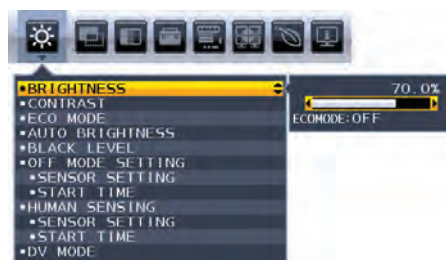 BRIGHTNESS
70.0%
CONTRAST
ECOMODE:OFF
ECO MODE
AUTO BRIGHTNESS
BLACK LEVEL
OFF MODE SETTING
SENSOR SETTING
START TIME
HUMAN SENSING
SENSOR SETTING
START TIME
DV MODE